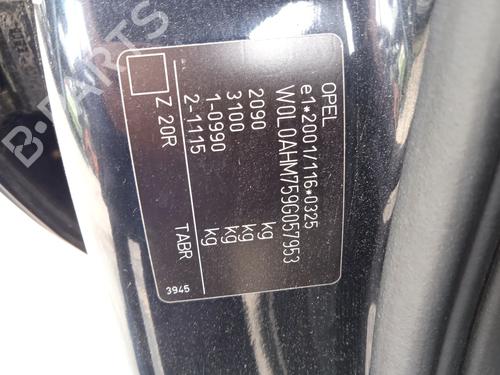 OPEL
e1*2001/116*0325
W0L0AHM759G057953
2090 kg
3100 kg
1-0990 kg
2-1115 kg
Z 20R TABR
3945
B-PARTS